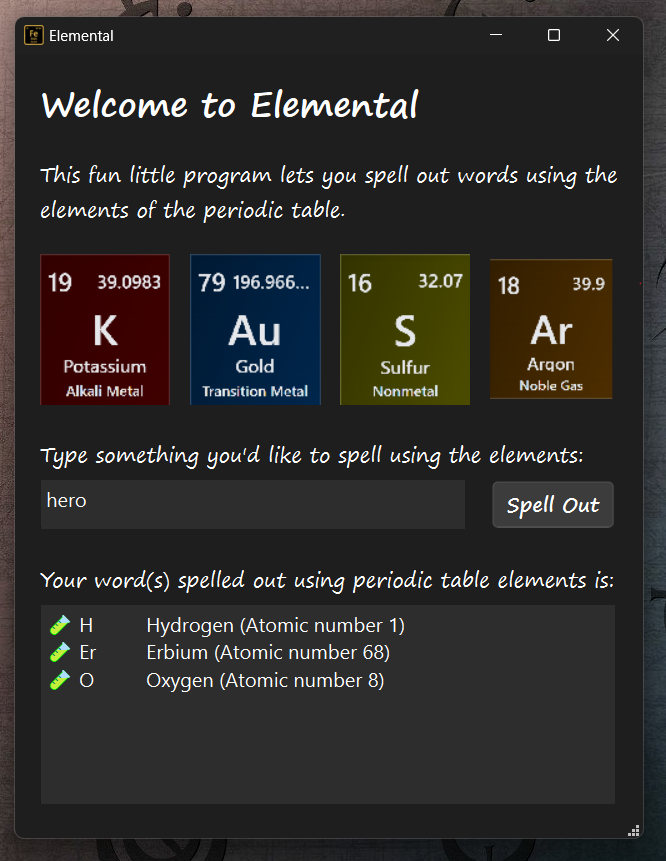 Fe
Elemental
Welcome to Elemental
This fun little program lets you spell out words using the
elements of the periodic table.
19 39.0983
K
Potassium
Alkali Metal
79 196.966...
Au
Gold
Transition Metal
16 32.07
S
Sulfur
Nonmetal
18 39.9
Ar
Argon
Noble Gas
Type something you'd like to spell using the elements:
hero
Spell Out
Your word(s) spelled out using periodic table elements is:
H Hydrogen (Atomic number 1)
Er Erbium (Atomic number 68)
O Oxygen (Atomic number 8)